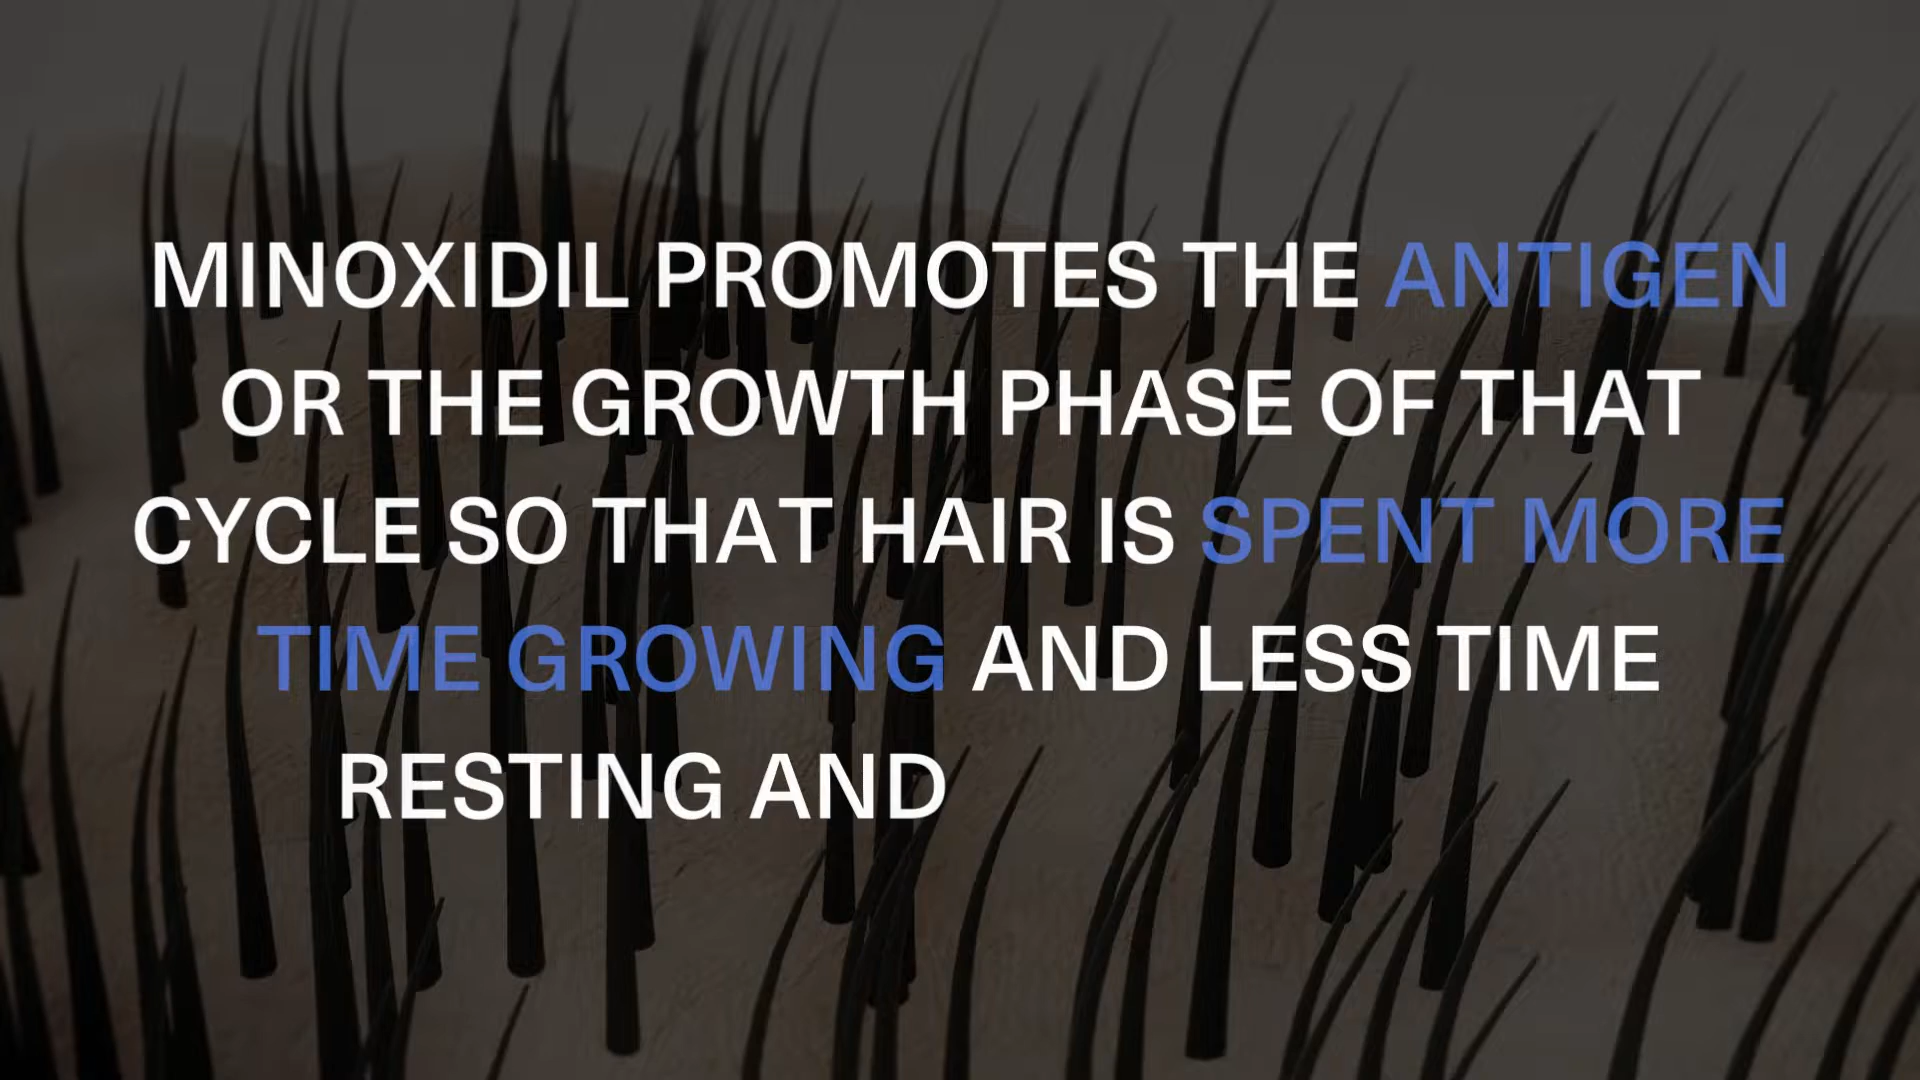 MINOXIDIL PROMOTES THE ANTIGEN
OR THE GROWTH PHASE OF THAT
CYCLE SO THAT HAIR IS SPENT MORE
TIME GROWING AND LESS TIME
RESTING AND